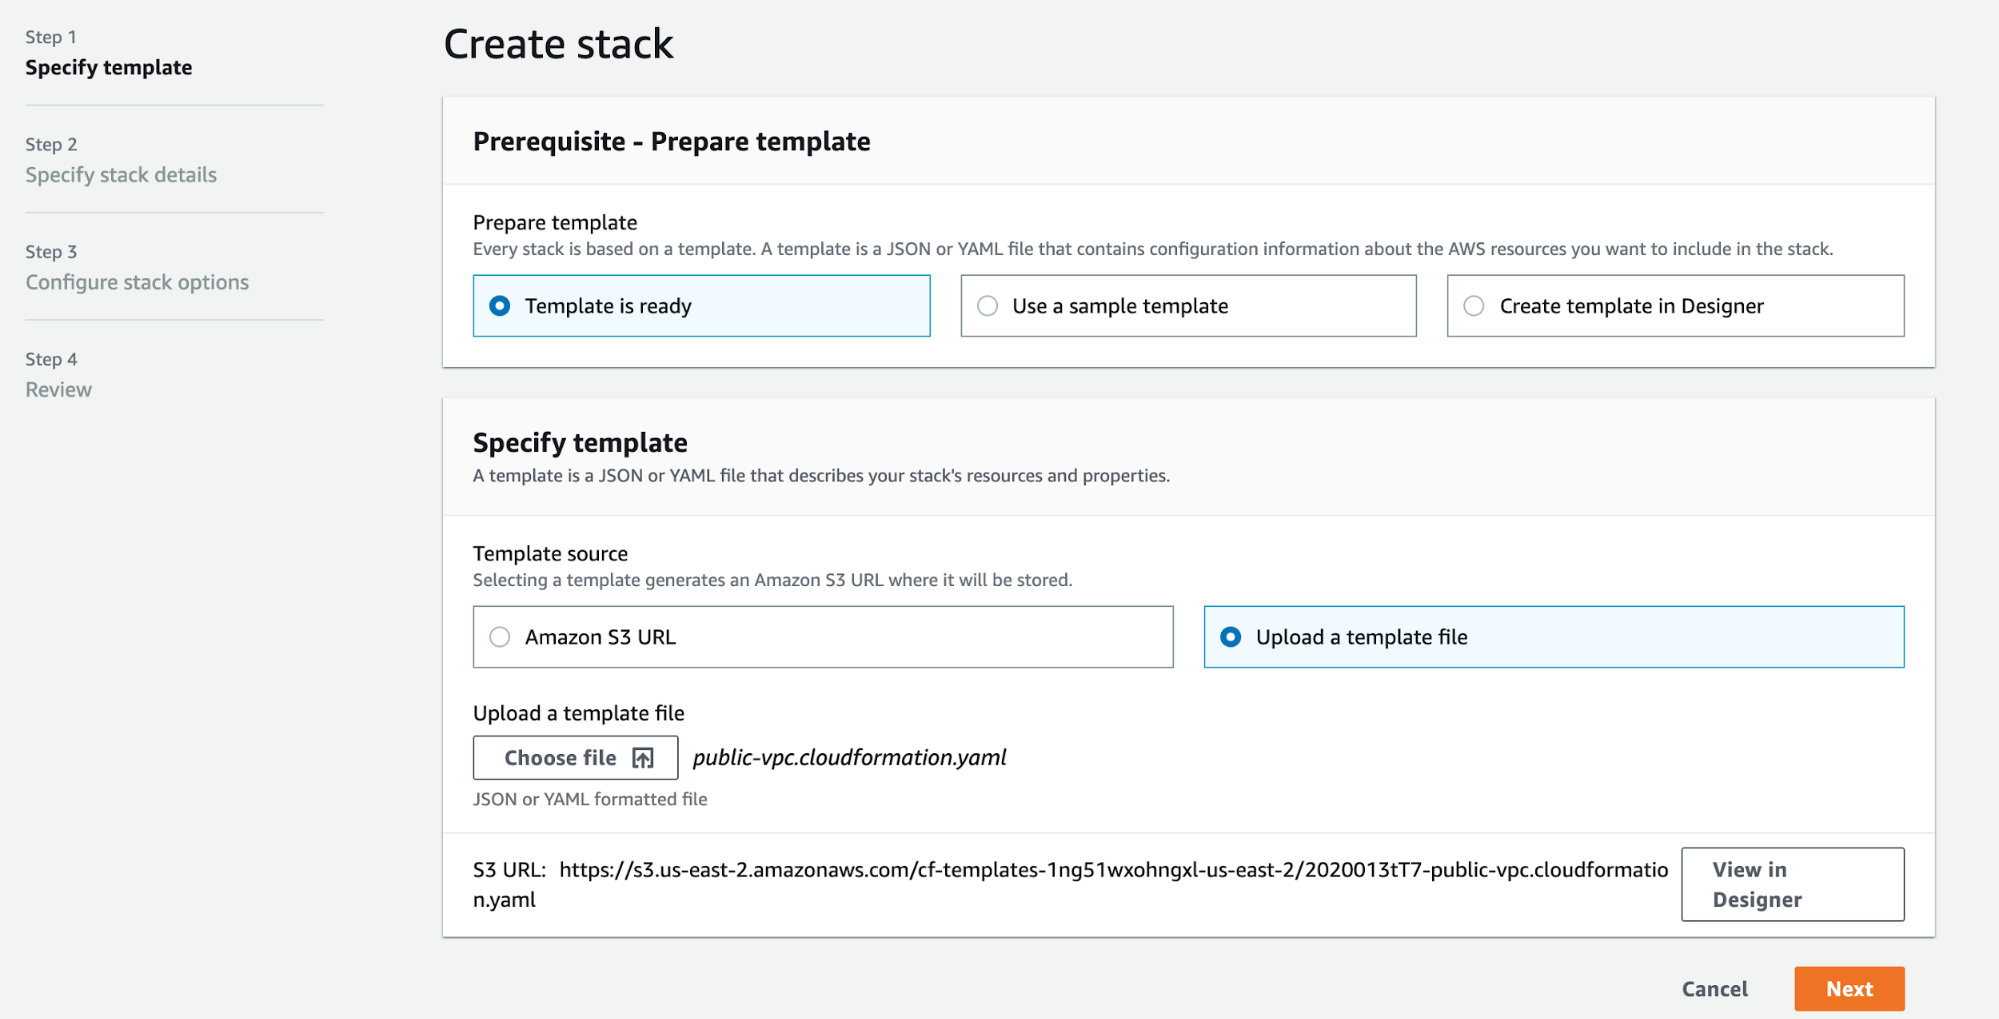 Step 1
Specify template
Step 2
Specify stack details
Step 3
Configure stack options
Step 4
Review
Create stack
Prerequisite - Prepare template
Prepare template
Every stack is based on a template. A template is a JSON or YAML file that contains configuration information about the AWS resources you want to include in the stack.
Template is ready
Use a sample template
Create template in Designer
Specify template
A template is a JSON or YAML file that describes your stack's resources and properties.
Template source
Selecting a template generates an Amazon S3 URL where it will be stored.
Amazon S3 URL
Upload a template file
Upload a template file
Choose file
public-vpc.cloudformation.yaml
JSON or YAML formatted file
S3 URL: https://s3.us-east-2.amazonaws.com/cf-templates-1ng51wxohngxl-us-east-2/2020013tT7-public-vpc.cloudformatio
n.yaml
View in
Designer
Cancel
Next